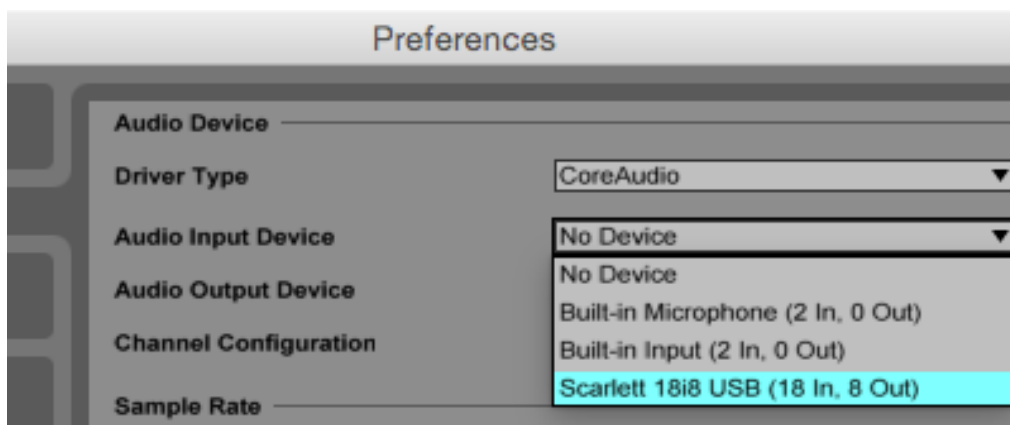 Preferences
Audio Device
Driver Type CoreAudio
Audio Input Device No Device
No Device
Audio Output Device
Built-in Microphone (2 In, 0 Out)
Channel Configuration
Built-in Input (2 In, 0 Out)
Scarlett 18i8 USB (18 In, 8 Out)
Sample Rate